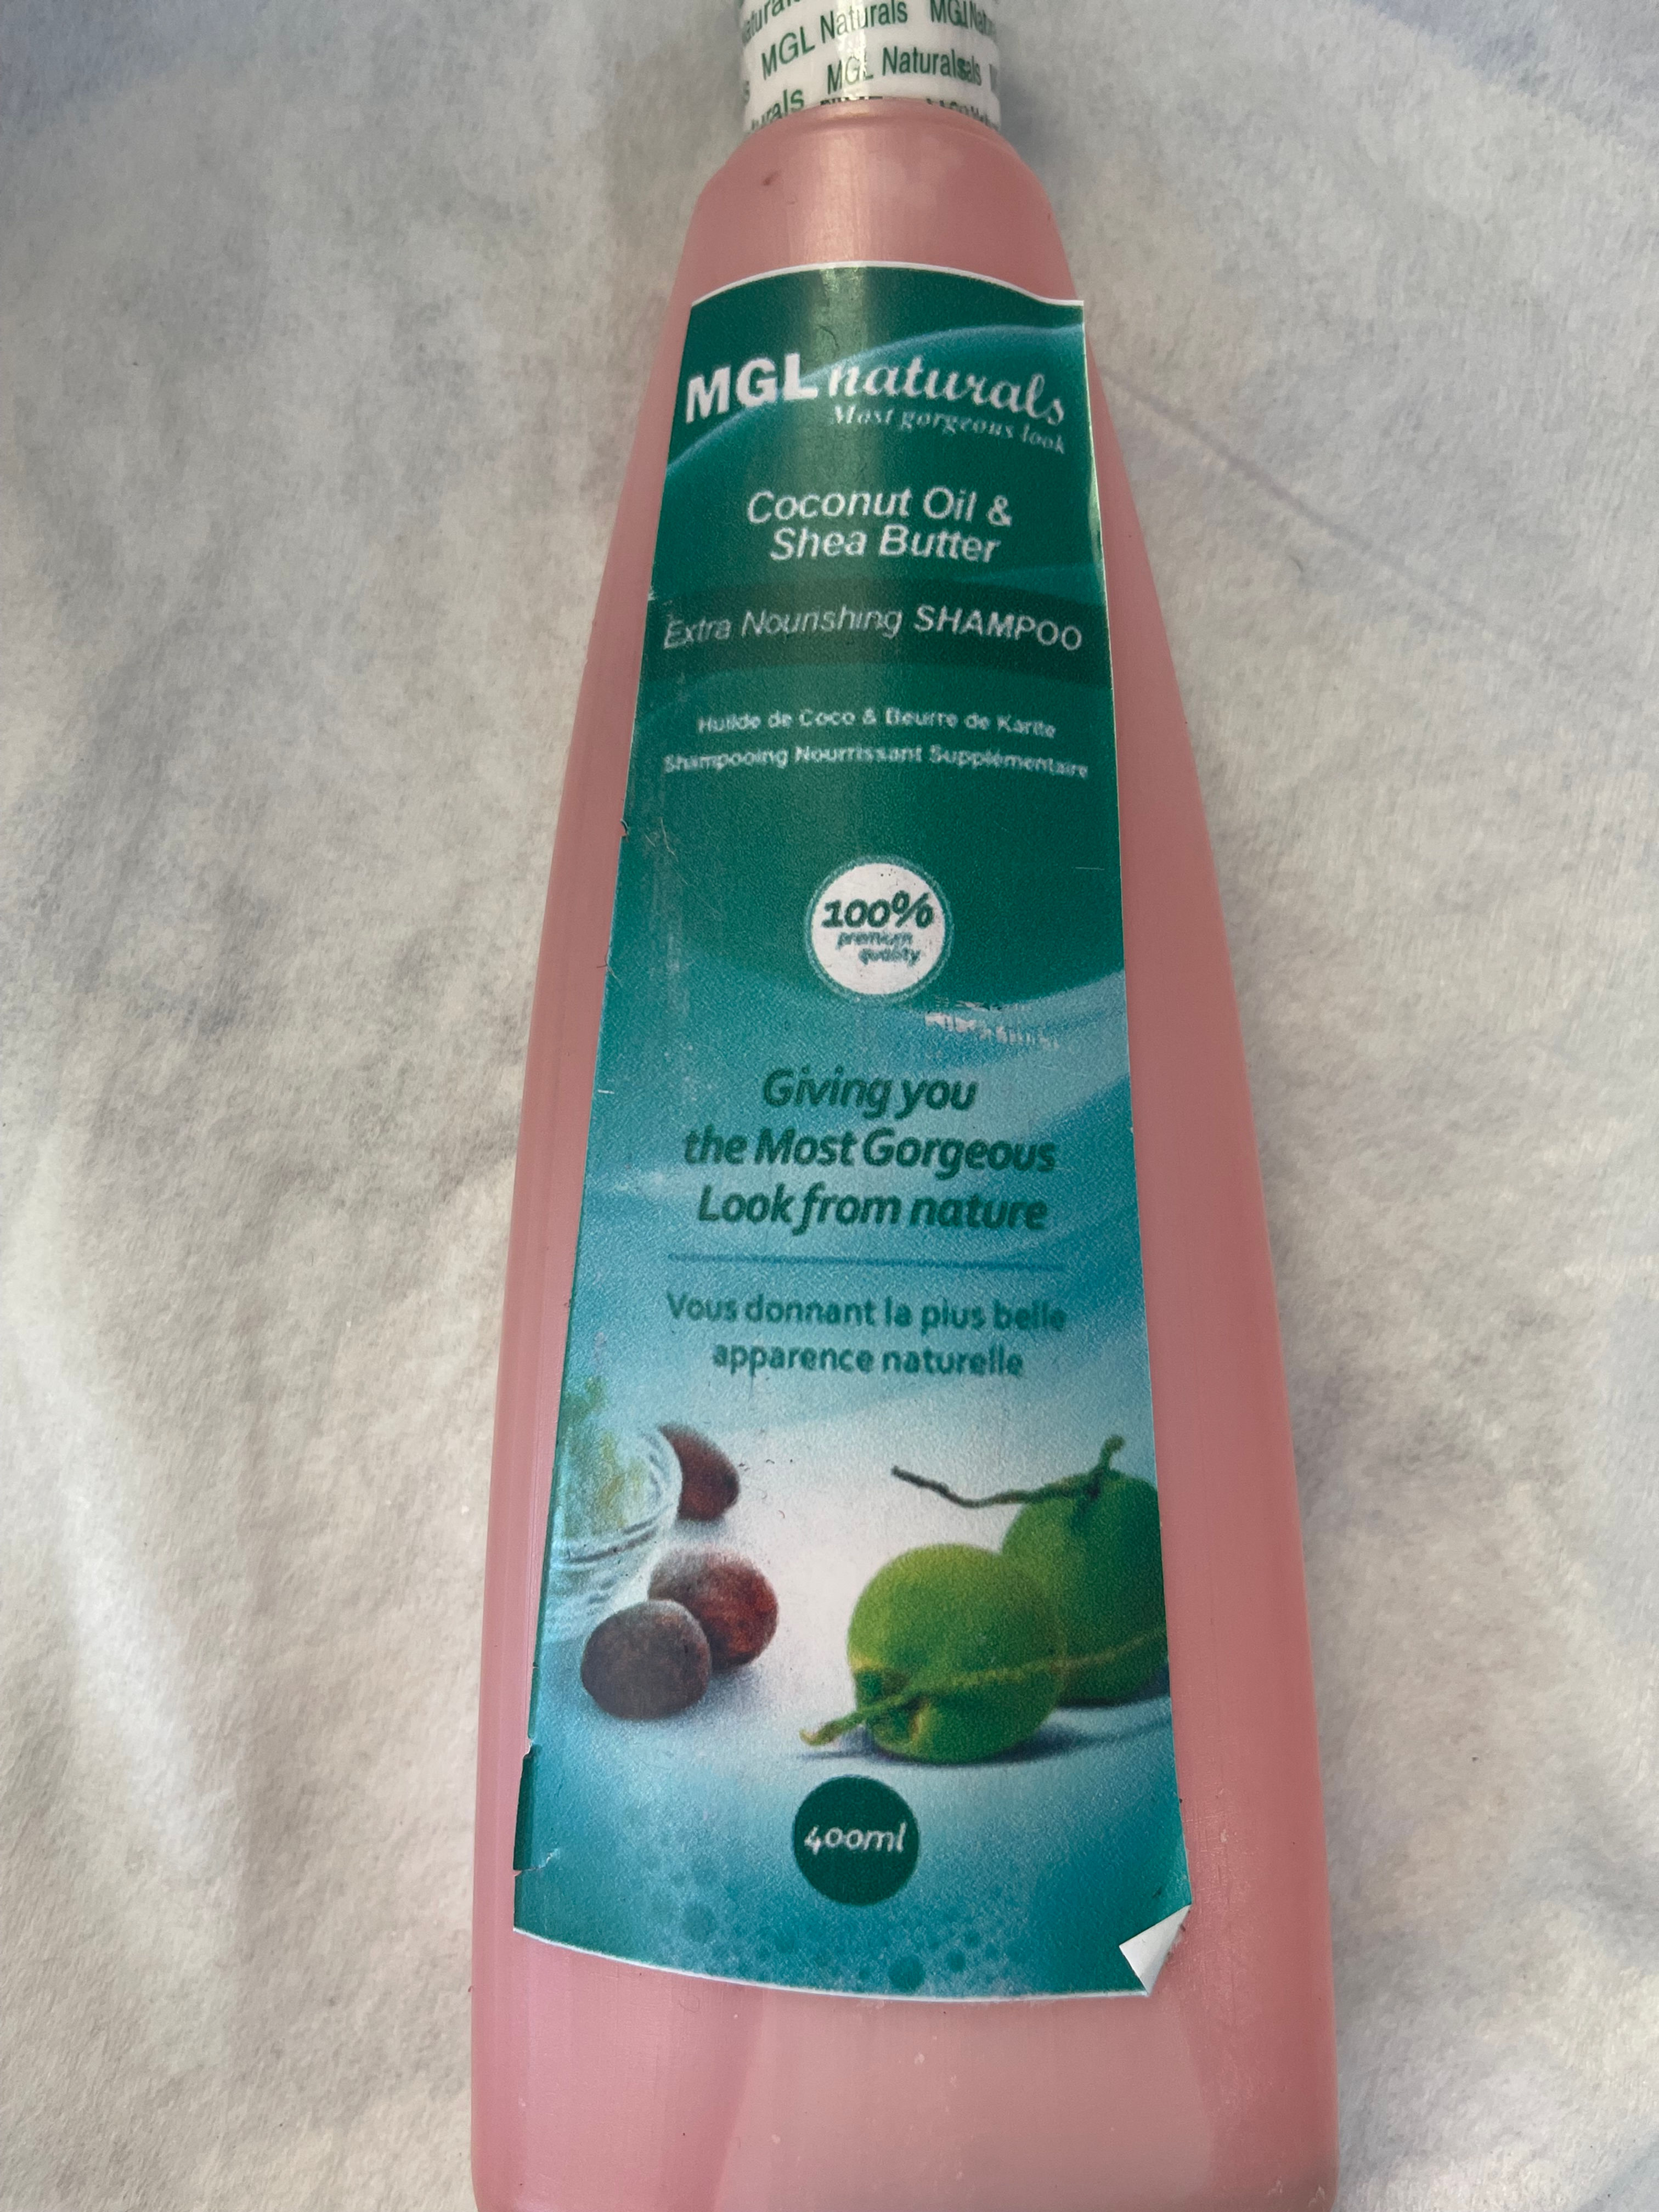 MGL Naturals
MGL Naturals
MGL naturals
Most gorgeous look
Coconut Oil &
Shea Butter
Extra Nourishing SHAMPOO
Huilde de Coco & Beurre de Karite
Shampooing Nourrissant Supplémentaire
100%
premium
quality
Giving you
the Most Gorgeous
Look from nature
Vous donnant la plus belle
apparence naturelle
400ml